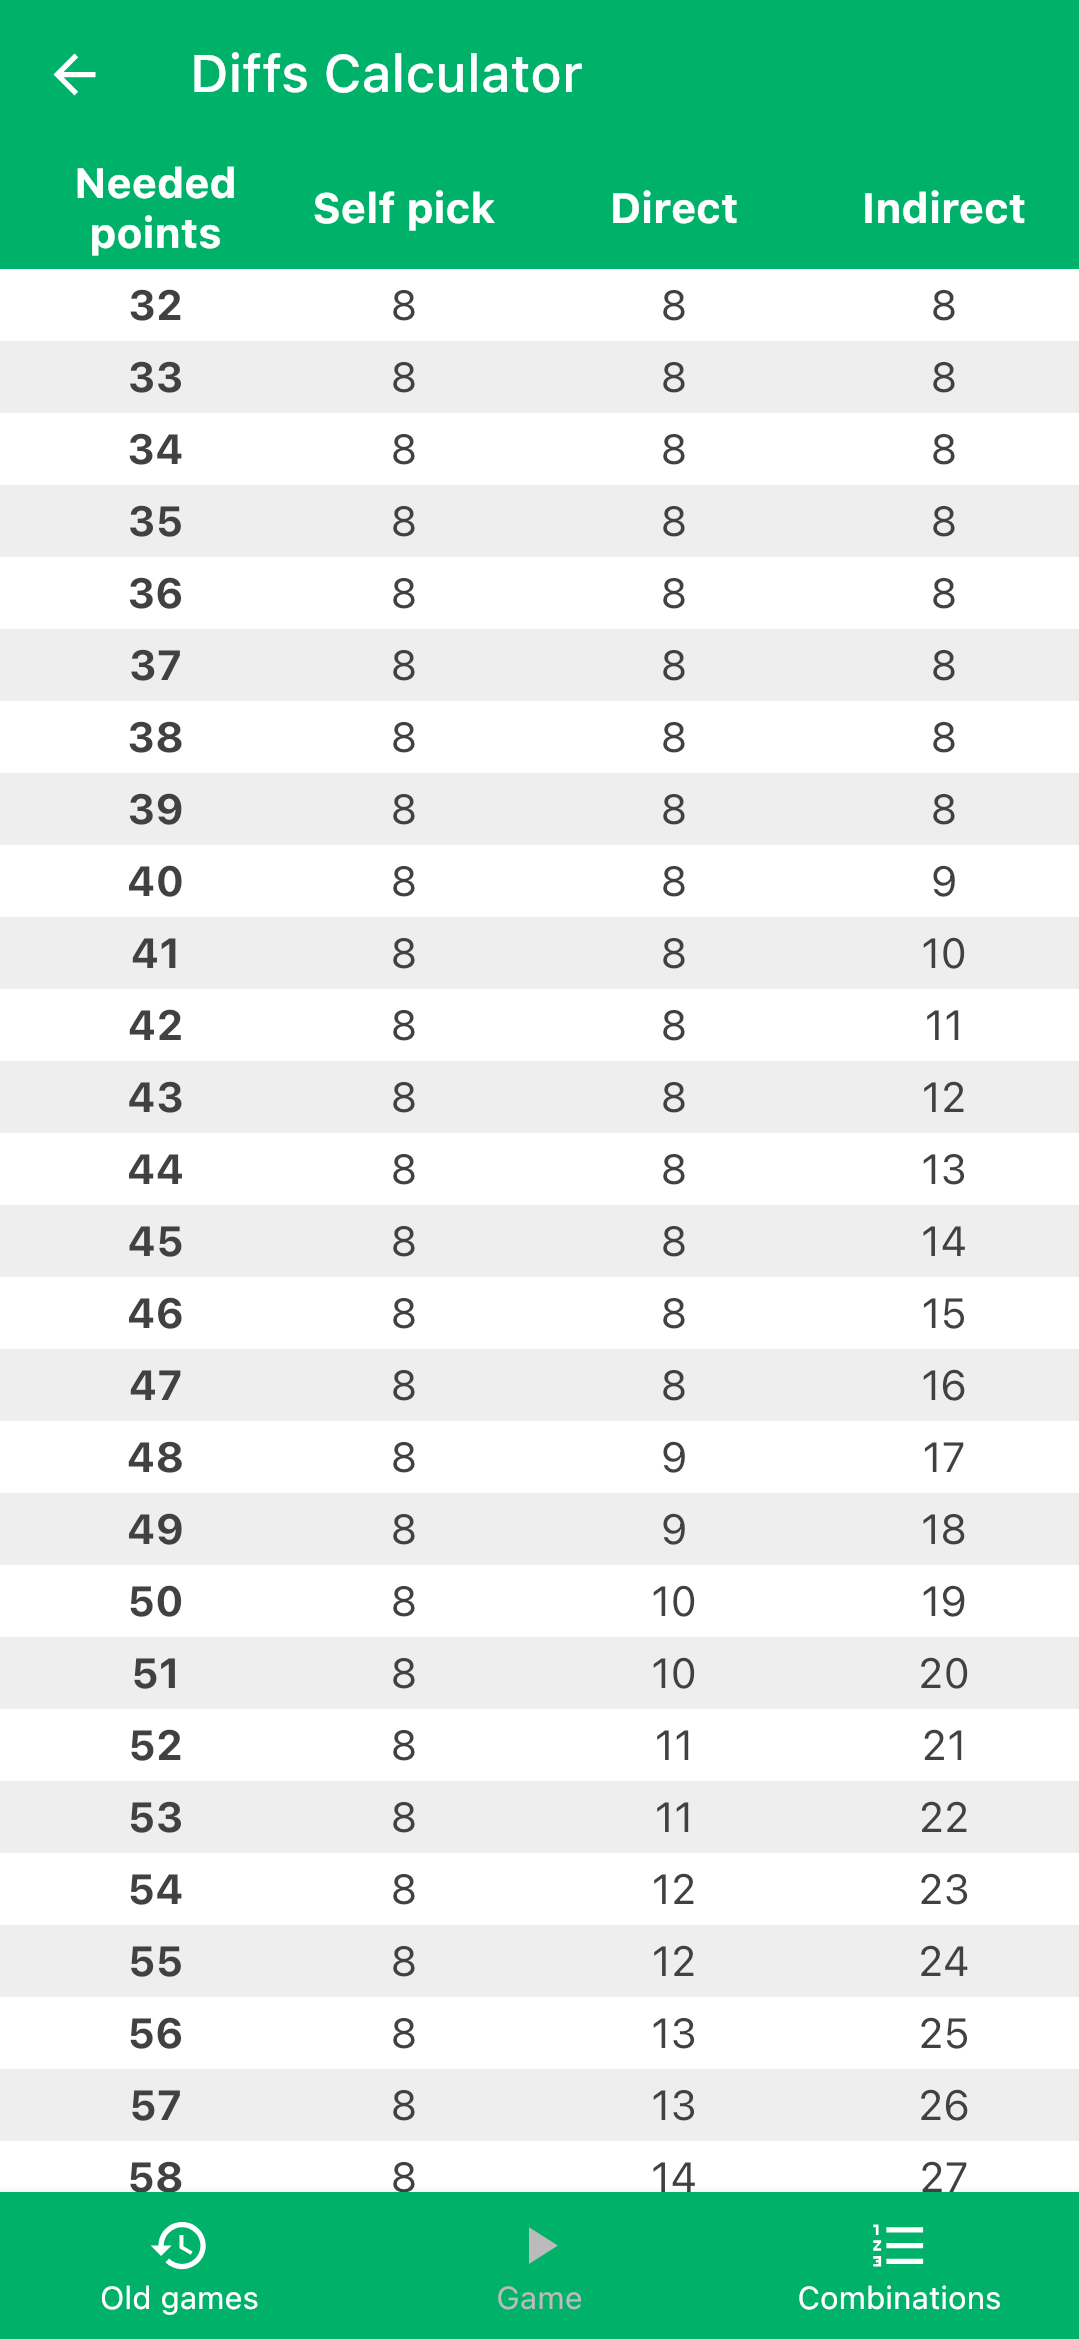 Diffs Calculator
Needed
points Self pick Direct Indirect
32 8 8 8
33 8 8 8
34 8 8 8
35 8 8 8
36 8 8 8
37 8 8 8
38 8 8 8
39 8 8 8
40 8 8 9
41 8 8 10
42 8 8 11
43 8 8 12
44 8 8 13
45 8 8 14
46 8 8 15
47 8 8 16
48 8 9 17
49 8 9 18
50 8 10 19
51 8 10 20
52 8 11 21
53 8 11 22
54 8 12 23
55 8 12 24
56 8 13 25
57 8 13 26
58 8 14 27
Old games Game Combinations